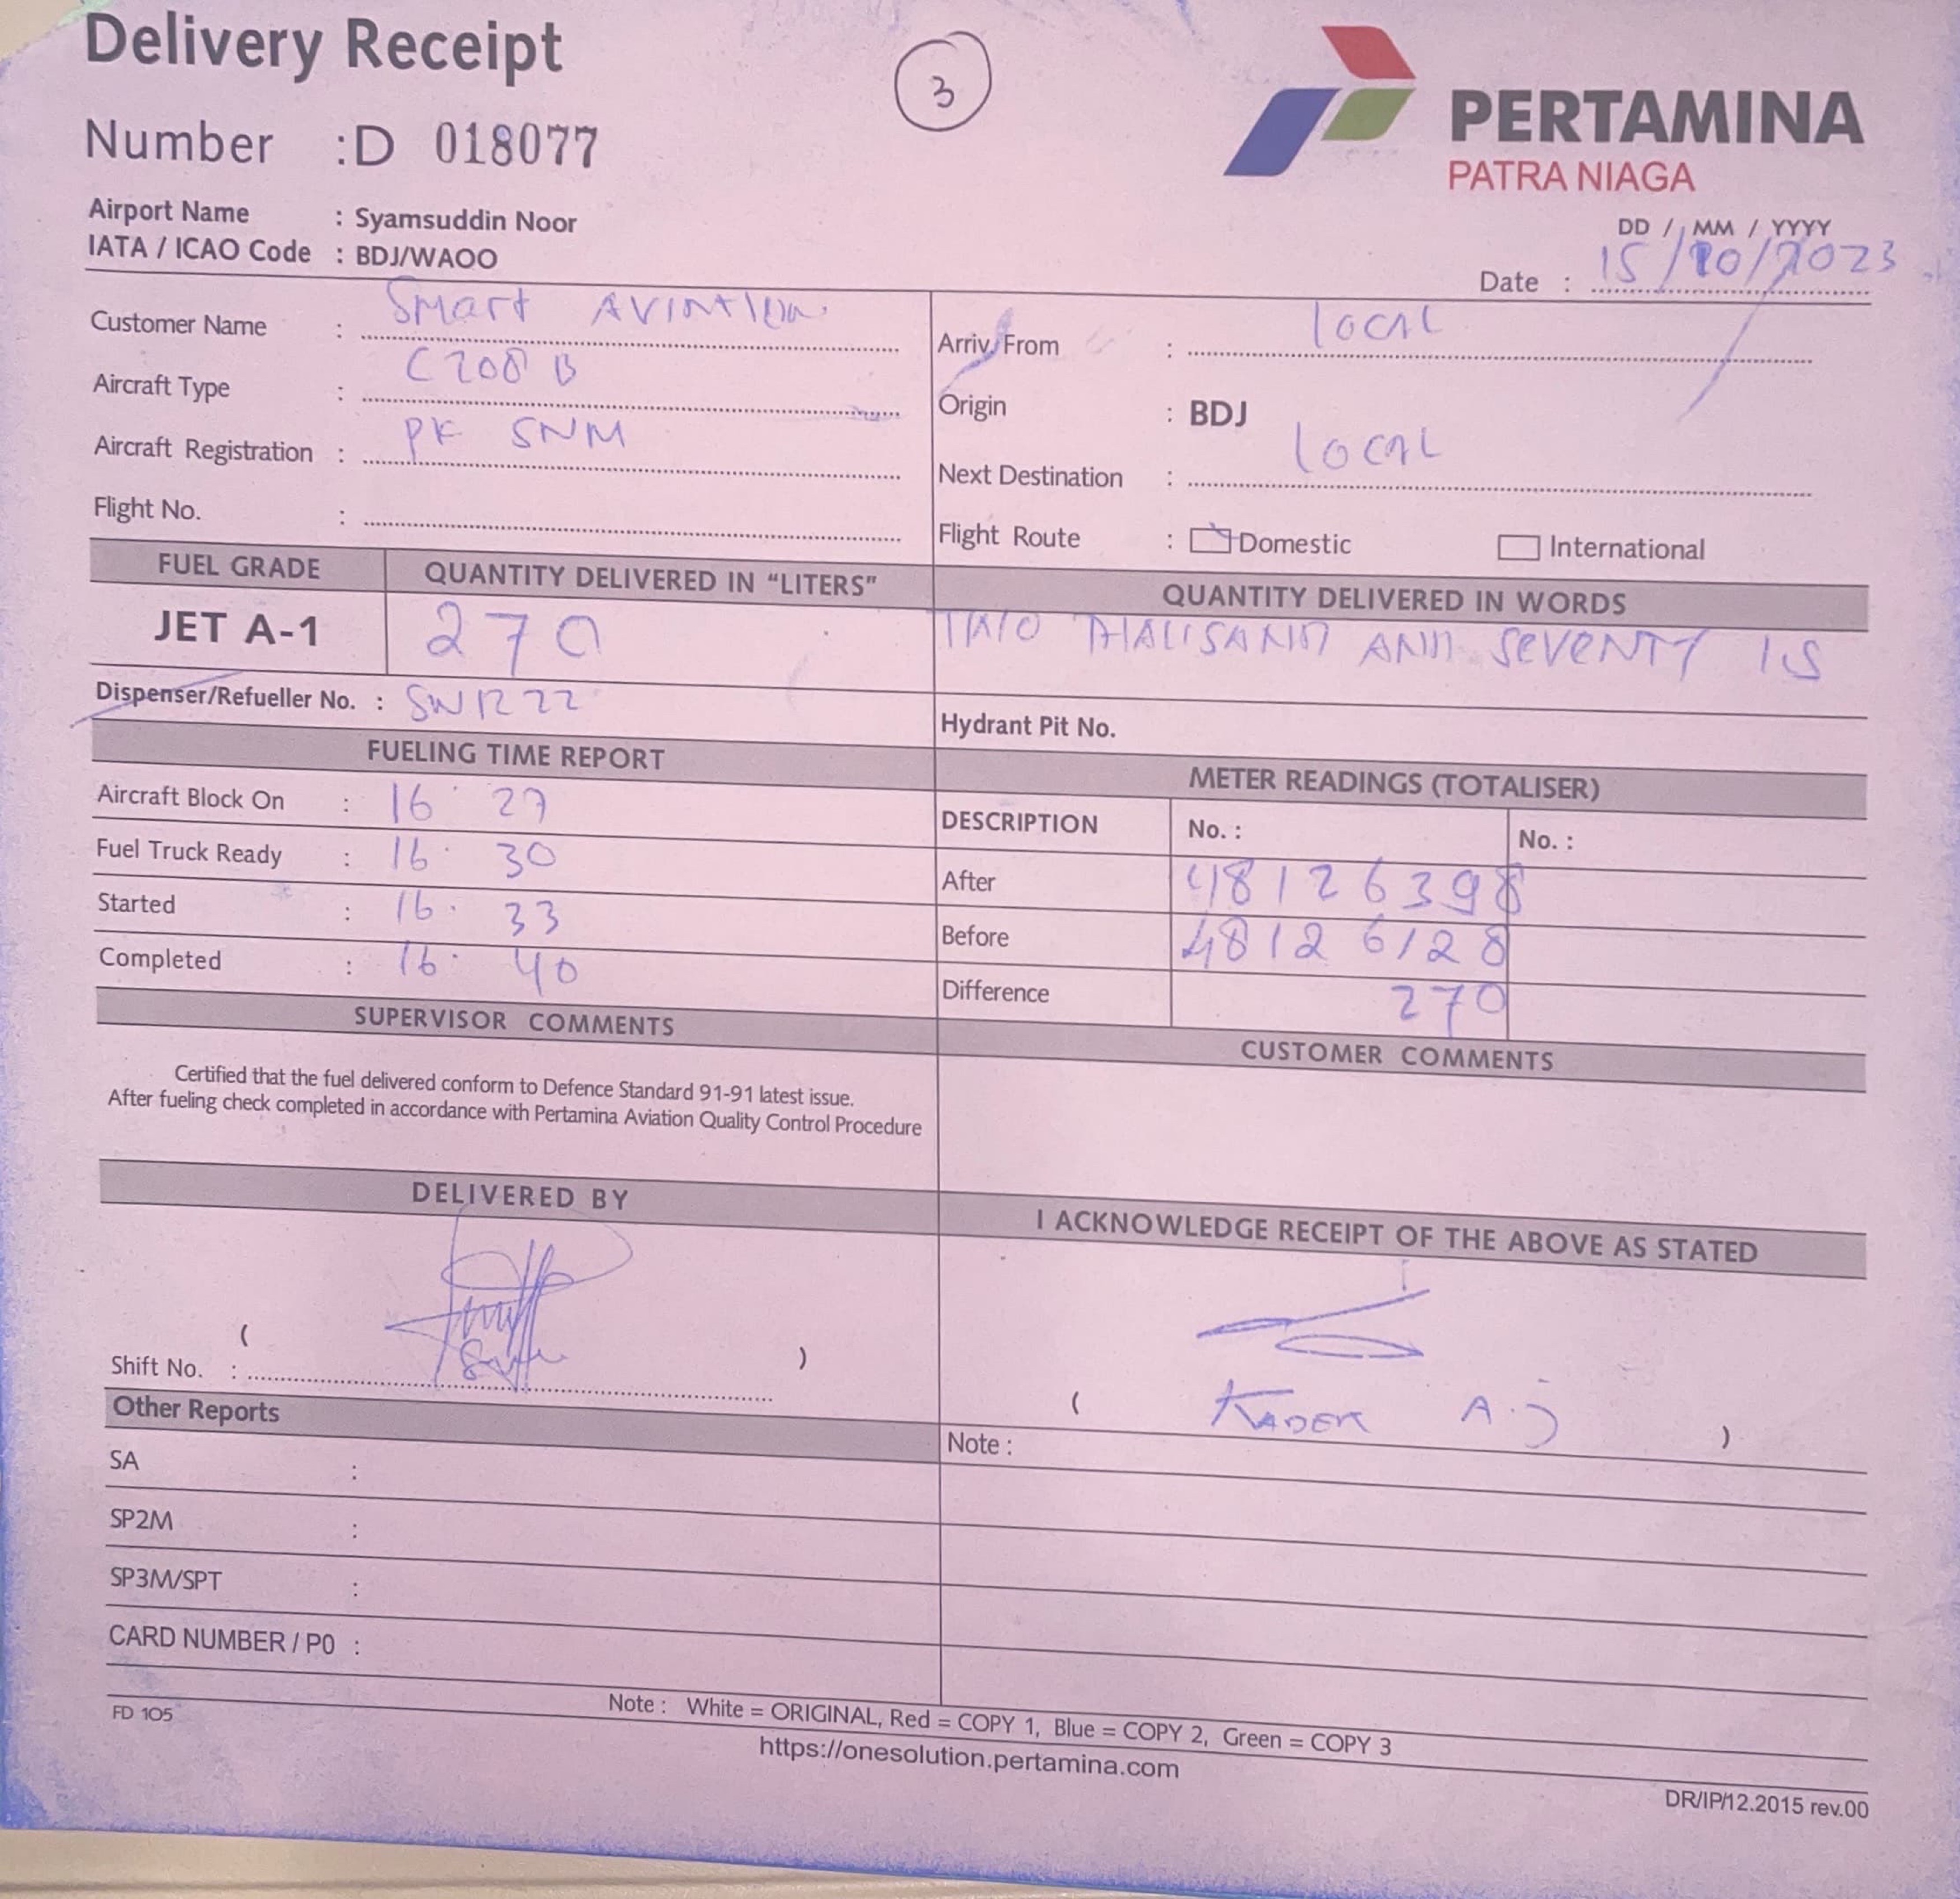 Delivery Receipt
3
PERTAMINA
PATRA NIAGA
Number : D 018077
Airport Name : Syamsuddin Noor
IATA / ICAO Code : BDJ/WAOO
DD / MM / YYYY
Date : 15/10/2023
Customer Name : Smart AVIATION
Aircraft Type : C208 B
Aircraft Registration : PK SNM
Flight No. :
Arriv. From : LOCAL
Origin : BDJ
Next Destination : LOCAL
Flight Route : Domestic International
FUEL GRADE QUANTITY DELIVERED IN "LITERS" QUANTITY DELIVERED IN WORDS
JET A-1 270 TWO THAUSAND AND SEVENTY LS
Dispenser/Refueller No. : SWR 22
Hydrant Pit No.
FUELING TIME REPORT
Aircraft Block On : 16 27
Fuel Truck Ready : 16. 30
Started : 16. 33
Completed : 16. 40
METER READINGS (TOTALISER)
DESCRIPTION No. : No. :
After 48126398
Before 48126128
Difference 270
SUPERVISOR COMMENTS
Certified that the fuel delivered conform to Defence Standard 91-91 latest issue.
After fueling check completed in accordance with Pertamina Aviation Quality Control Procedure
CUSTOMER COMMENTS
DELIVERED BY
( )
Shift No. :
I ACKNOWLEDGE RECEIPT OF THE ABOVE AS STATED
( KADEK A.J )
Other Reports
SA :
SP2M :
SP3M/SPT :
CARD NUMBER / P0 :
Note :
FD 105
Note : White = ORIGINAL, Red = COPY 1, Blue = COPY 2, Green = COPY 3
https://onesolution.pertamina.com
DR/IP/12.2015 rev.00